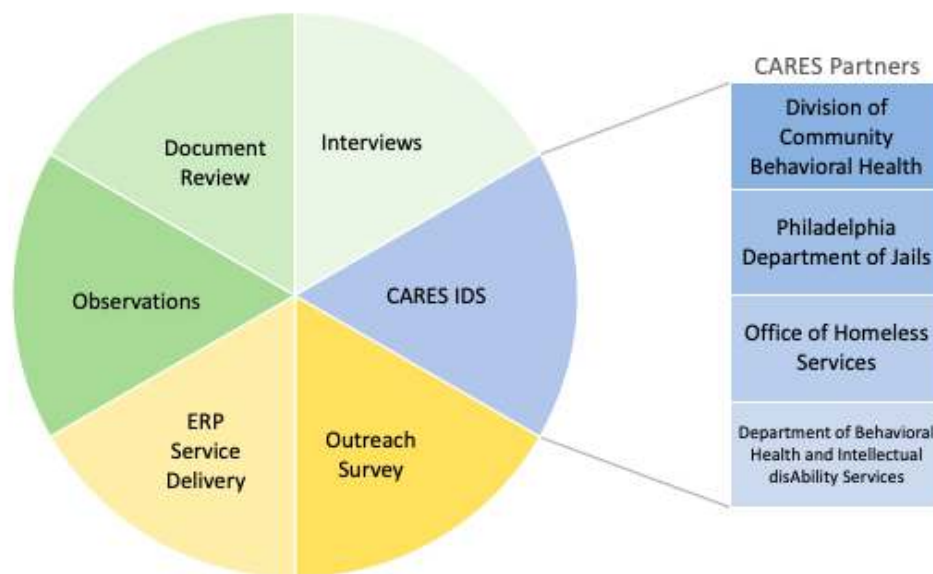 Document
Review
Interviews
Observations
CARES IDS
ERP
Service
Delivery
Outreach
Survey
CARES Partners
Division of
Community
Behavioral Health
Philadelphia
Department of Jails
Office of Homeless
Services
Department of Behavioral
Health and Intellectual
disAbility Services